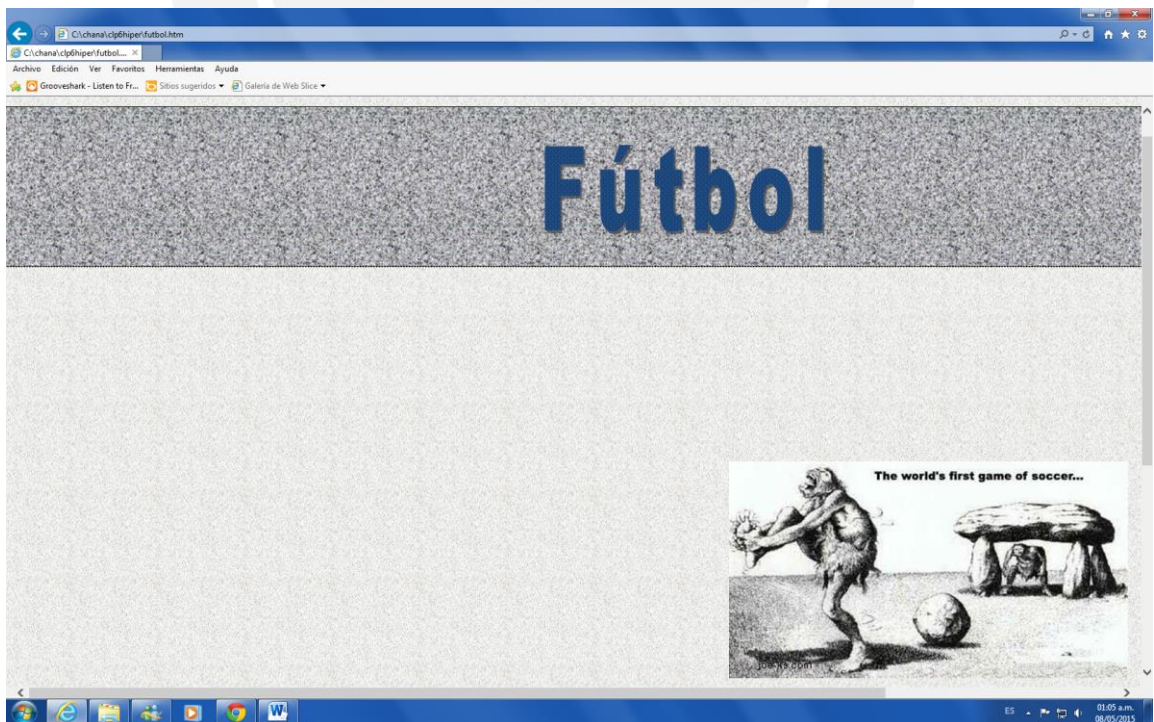 C:\chana\clp6hiper\futbol.htm
C:\chana\clp6hiper\futbol....
Archivo Edición Ver Favoritos Herramientas Ayuda
Grooveshark - Listen to Fr... Sitios sugeridos Galería de Web Slice
Fútbol
The world's first game of soccer...
ES
01:05 a.m.
08/05/2015